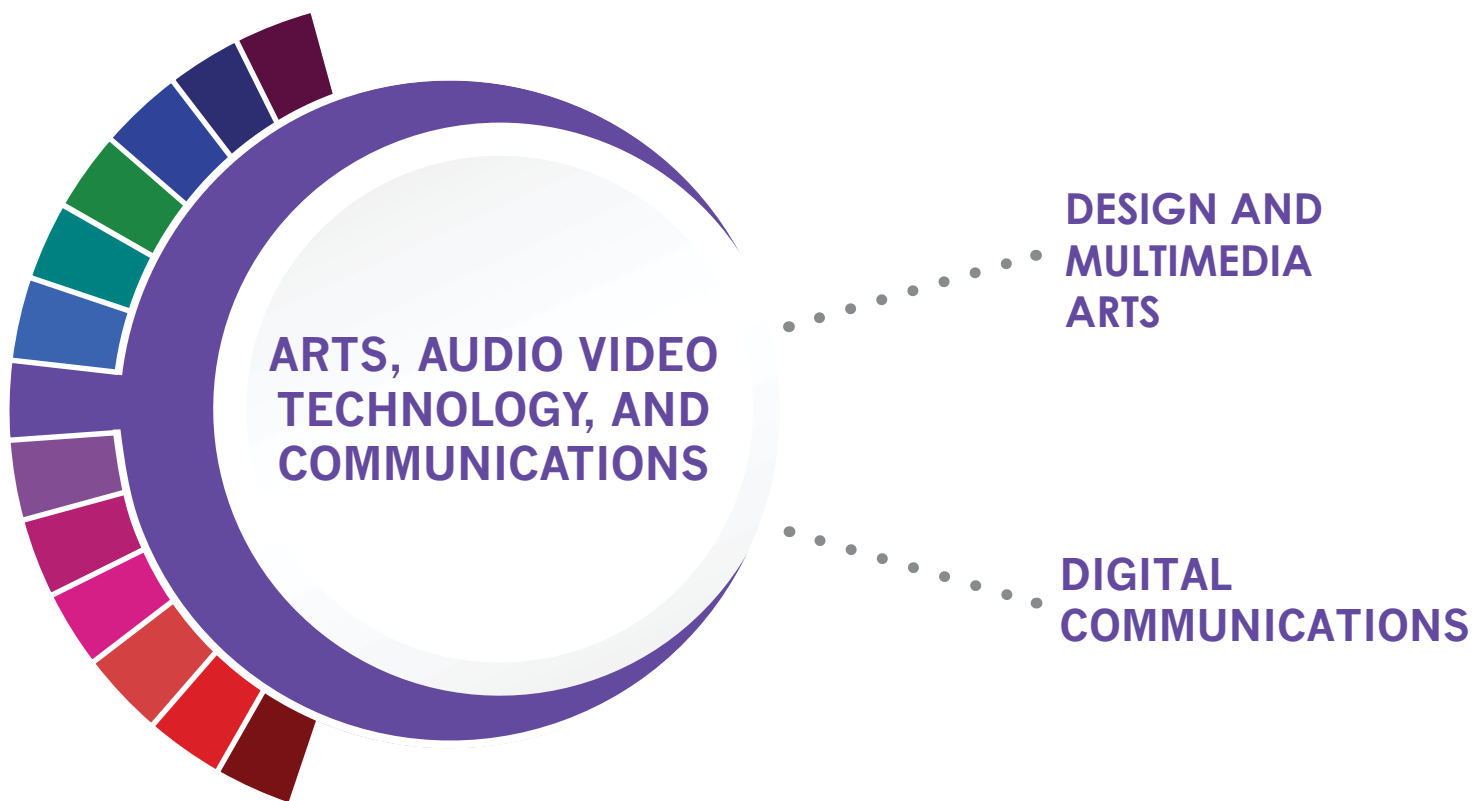 ARTS, AUDIO VIDEO
TECHNOLOGY, AND
COMMUNICATIONS
DESIGN AND
MULTIMEDIA
ARTS
DIGITAL
COMMUNICATIONS